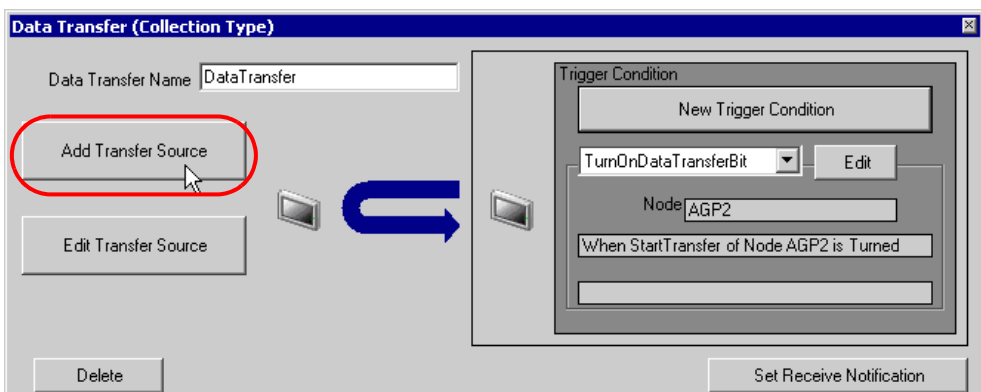 Data Transfer (Collection Type)
Data Transfer Name DataTransfer
Add Transfer Source
Edit Transfer Source
Delete
Trigger Condition
New Trigger Condition
TurnOnDataTransferBit
Edit
Node AGP2
When StartTransfer of Node AGP2 is Turned
Set Receive Notification